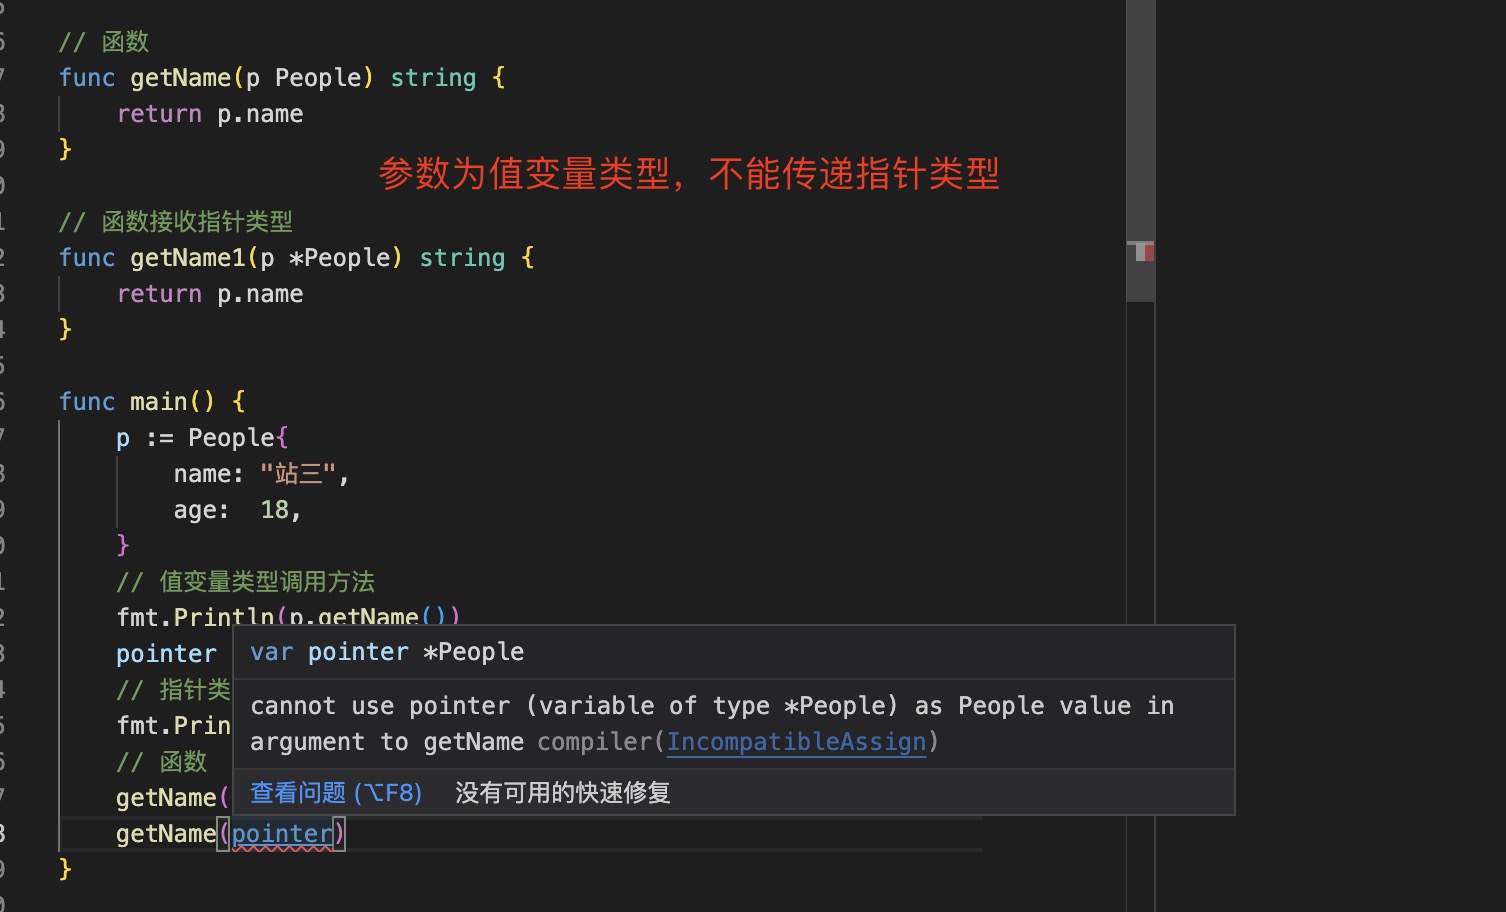 // 函数
func getName(p People) string {
return p.name
}
参数为值变量类型，不能传递指针类型
// 函数接收指针类型
func getName1(p *People) string {
return p.name
}
func main() {
p := People{
name: "站三",
age:  18,
}
// 值变量类型调用方法
fmt.Println(p.getName())
pointer
var pointer *People
// 指针类
cannot use pointer (variable of type *People) as People value in
fmt.Prin
argument to getName compiler(IncompatibleAssign)
// 函数
查看问题 (⌥F8) 没有可用的快速修复
getName(
getName(pointer)
}